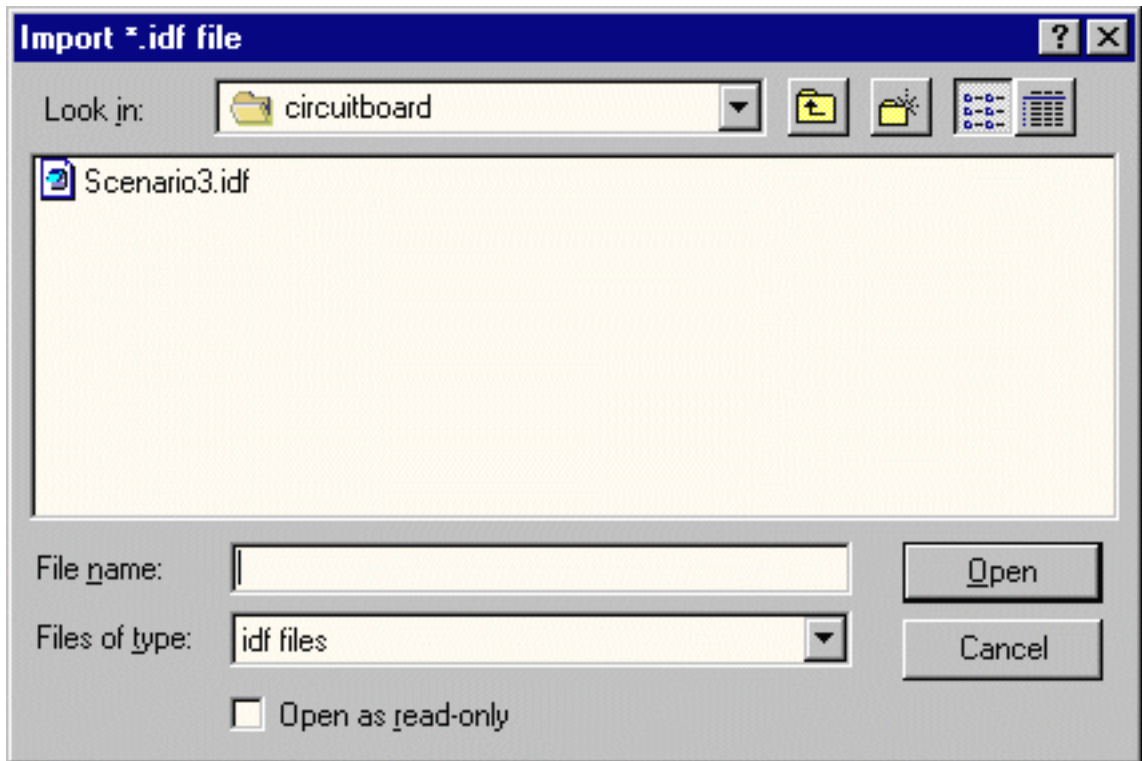 Import *.idf file
Look in: circuitboard
Scenario3.idf
File name: Open
Files of type: idf files Cancel
Open as read-only